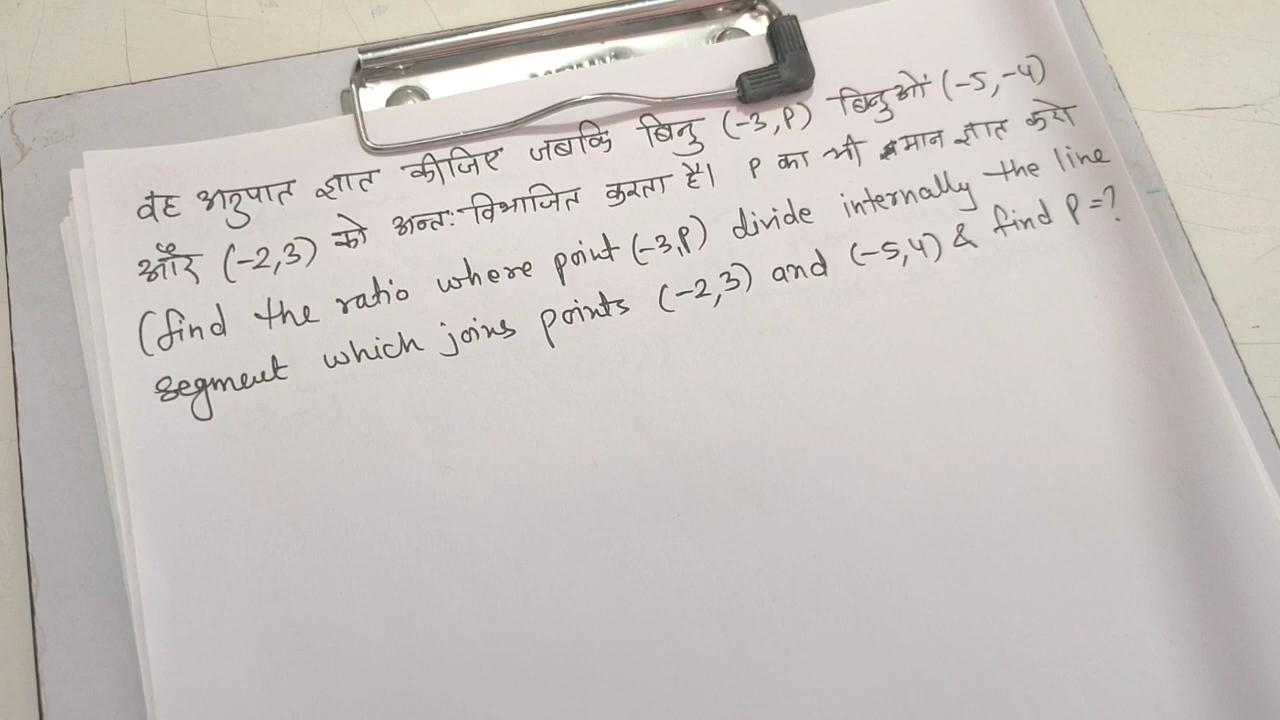 वह अनुपात ज्ञात कीजिए जबकि बिन्दु (-3,P) बिन्दुओं (-5,-4)
और (-2,3) को अन्तः विभाजित करता है। P का भी मान ज्ञात करो
(find the ratio where point (-3,P) divide internally the line
segment which joins points (-2,3) and (-5,4) & find P=?